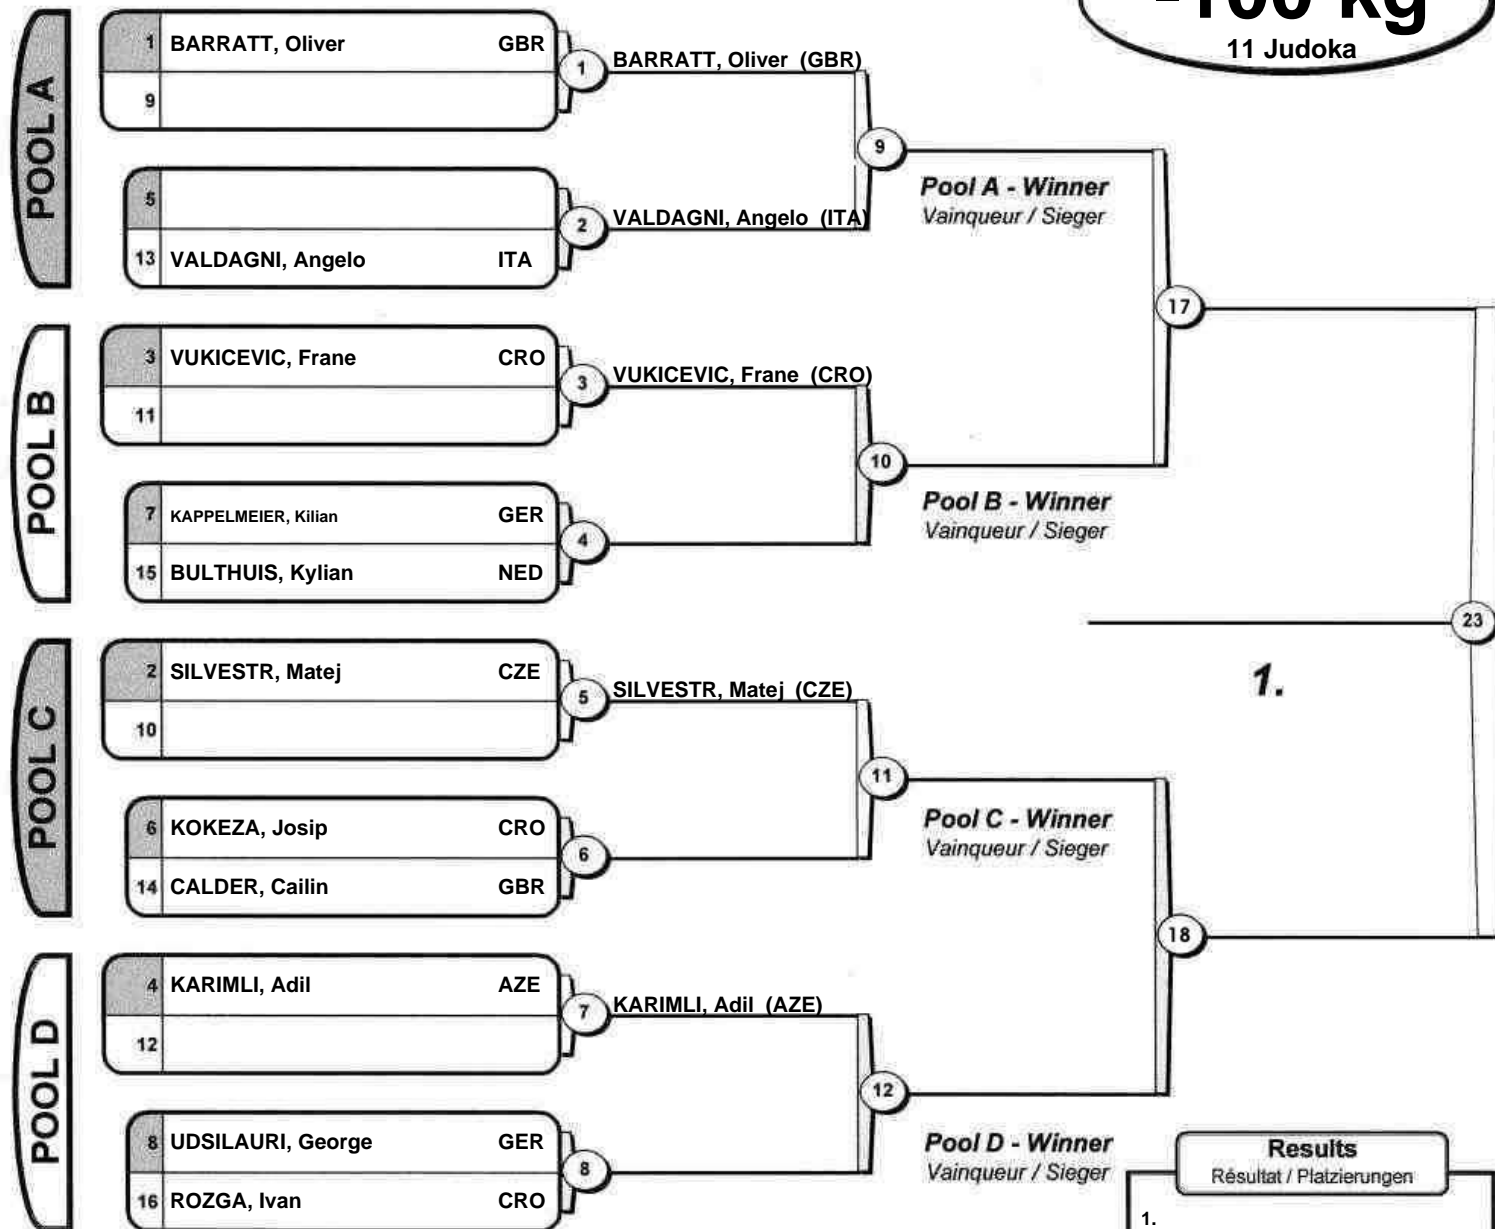 -100 kg
11 Judoka
POOL A
1 BARRATT, Oliver GBR
9
1
BARRATT, Oliver (GBR)
5
13 VALDAGNI, Angelo ITA
2
VALDAGNI, Angelo (ITA)
9
Pool A - Winner
Vainqueur / Sieger
POOL B
3 VUKICEVIC, Frane CRO
11
3
VUKICEVIC, Frane (CRO)
7 KAPPELMEIER, Kilian GER
15 BULTHUIS, Kylian NED
4
10
Pool B - Winner
Vainqueur / Sieger
17
POOL C
2 SILVESTR, Matej CZE
10
5
SILVESTR, Matej (CZE)
6 KOKEZA, Josip CRO
14 CALDER, Cailin GBR
6
11
Pool C - Winner
Vainqueur / Sieger
23
1.
POOL D
4 KARIMLI, Adil AZE
12
7
KARIMLI, Adil (AZE)
8 UDSILAURI, George GER
16 ROZGA, Ivan CRO
8
12
Pool D - Winner
Vainqueur / Sieger
18
Results
Résultat / Platzierungen
1.